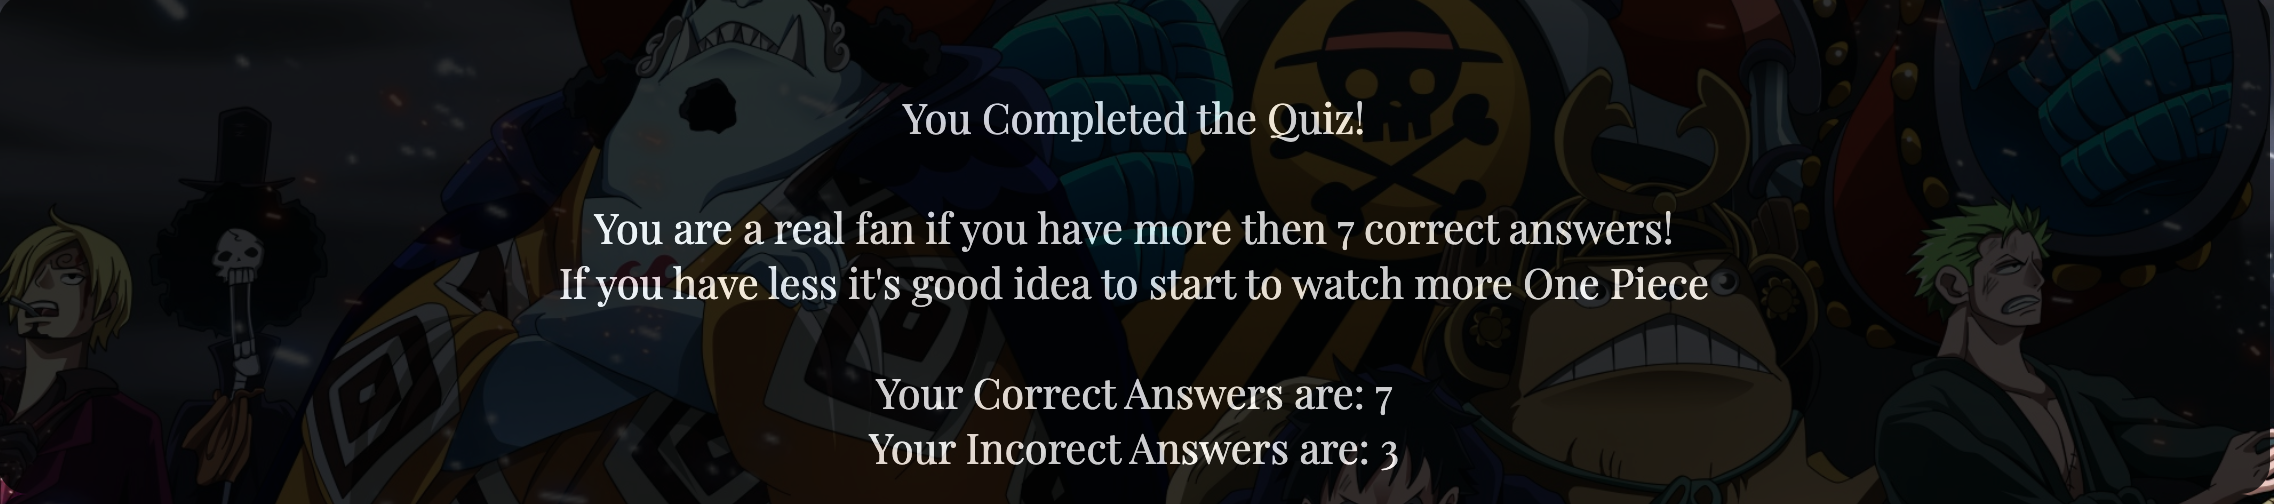 You Completed the Quiz!
You are a real fan if you have more then 7 correct answers!
If you have less it's good idea to start to watch more One Piece
Your Correct Answers are: 7
Your Incorect Answers are: 3